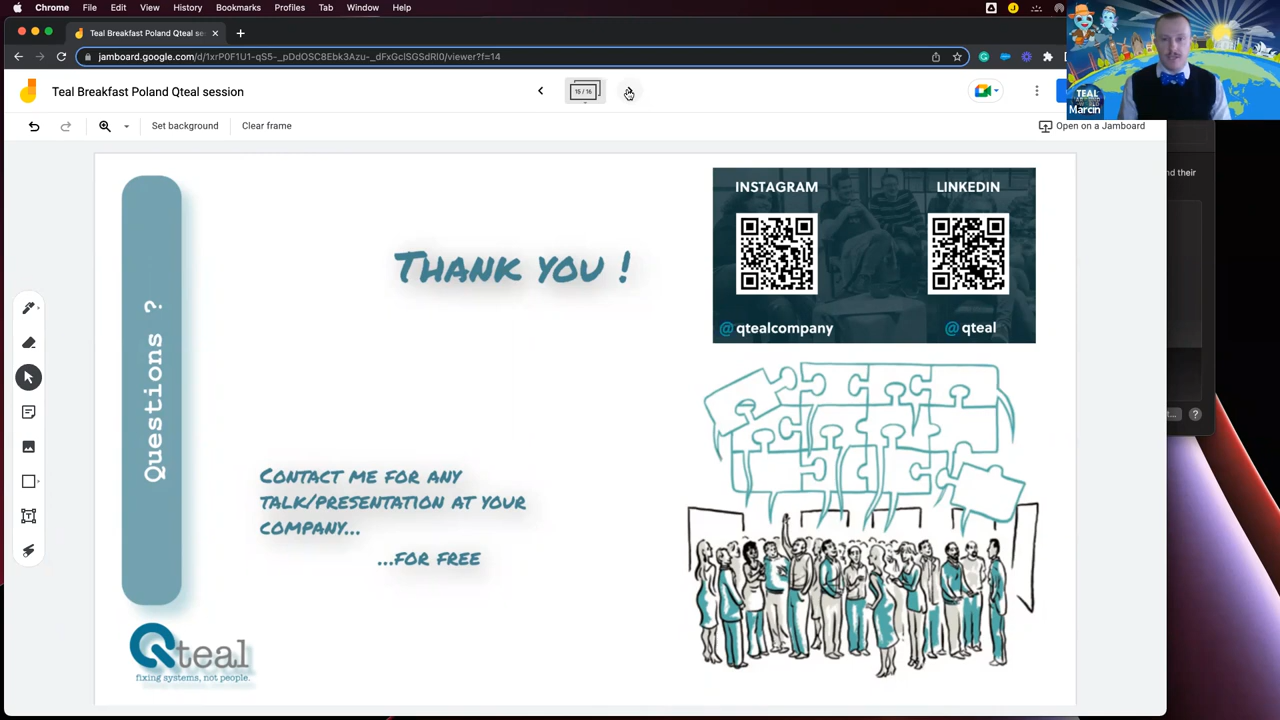 Chrome File Edit View History Bookmarks Profiles Tab Window Help
Teal Breakfast Poland Qteal se
jamboard.google.com/d/1xrP0F1U1-qS5-_pDdOSC8Ebk3Azu-_dFxGcISGSdRI0/viewer?f=14
TEAL
Marcin
Teal Breakfast Poland Qteal session
15 / 16
Set background
Clear frame
Open on a Jamboard
nd their
Questions ?
THANK YOU !
INSTAGRAM
LINKEDIN
@qtealcompany
@qteal
CONTACT ME FOR ANY
TALK/PRESENTATION AT YOUR
COMPANY...
...FOR FREE
Qteal
fixing systems, not people.
t...
?